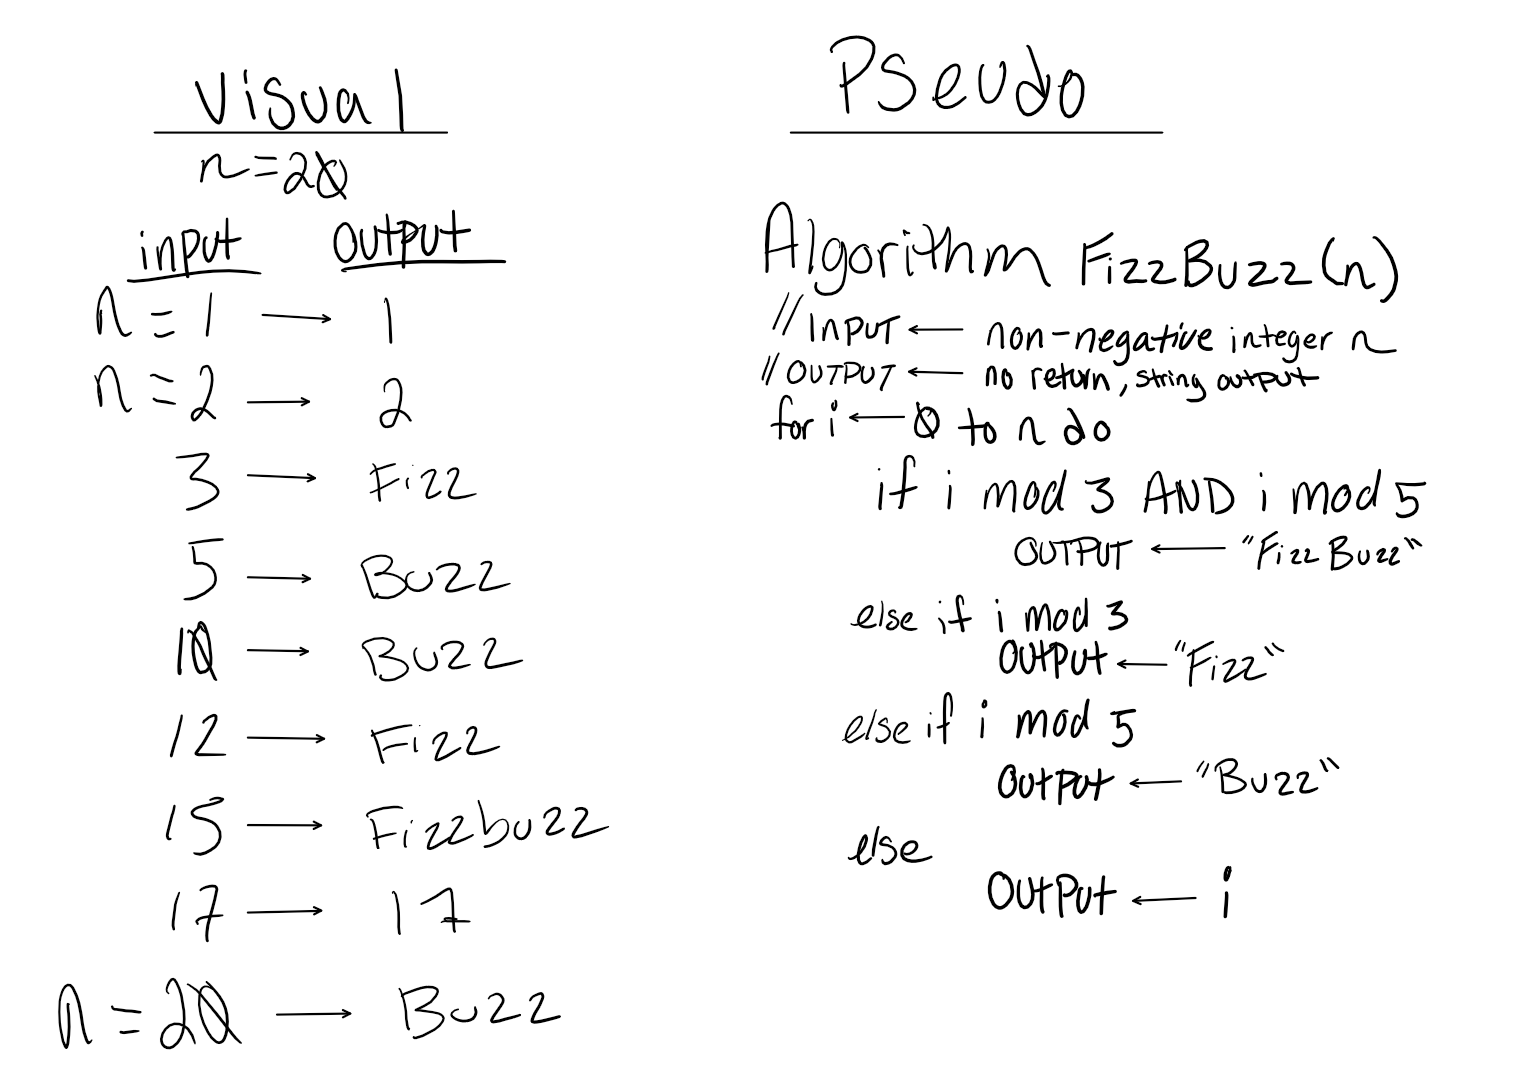 Visual
n=20
input output
n = 1 → 1
n = 2 → 2
3 → Fizz
5 → Buzz
10 → Buzz
12 → Fizz
15 → Fizzbuzz
17 → 17
n = 20 → Buzz
Pseudo
Algorithm FizzBuzz(n)
// INPUT ← non-negative integer n
// OUTPUT ← no return, string output
for i ← 0 to n do
if i mod 3 AND i mod 5
OUTPUT ← "FizzBuzz"
else if i mod 3
OUTPUT ← "Fizz"
else if i mod 5
OUTPUT ← "Buzz"
else
OUTPUT ← i